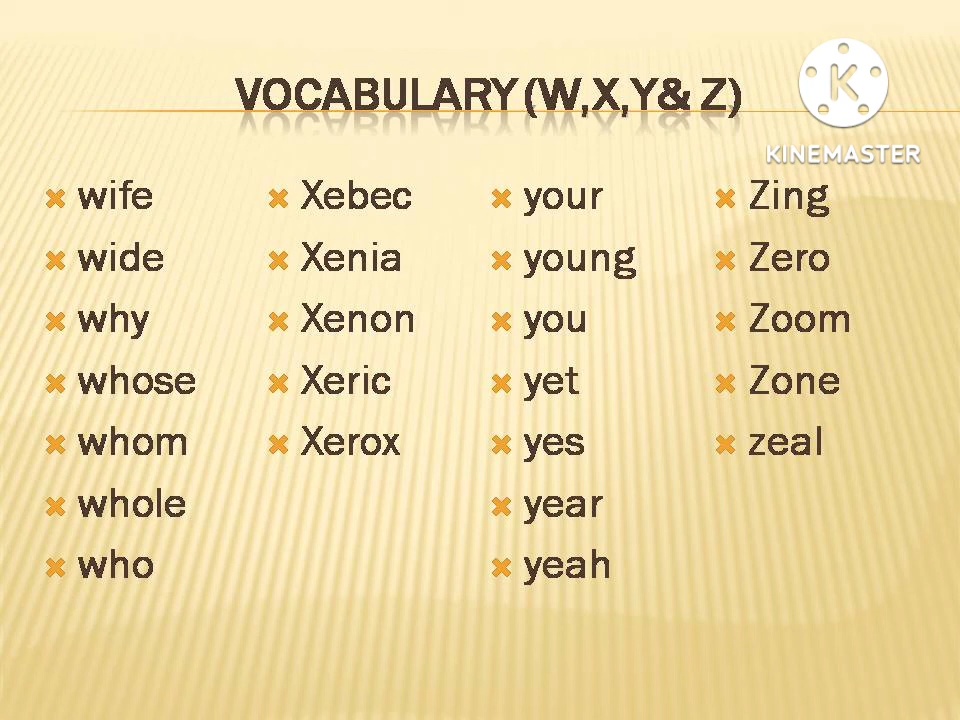 VOCABULARY (W,X,Y& Z)
K
KINEMASTER
wife
wide
why
whose
whom
whole
who
Xebec
Xenia
Xenon
Xeric
Xerox
your
young
you
yet
yes
year
yeah
Zing
Zero
Zoom
Zone
zeal